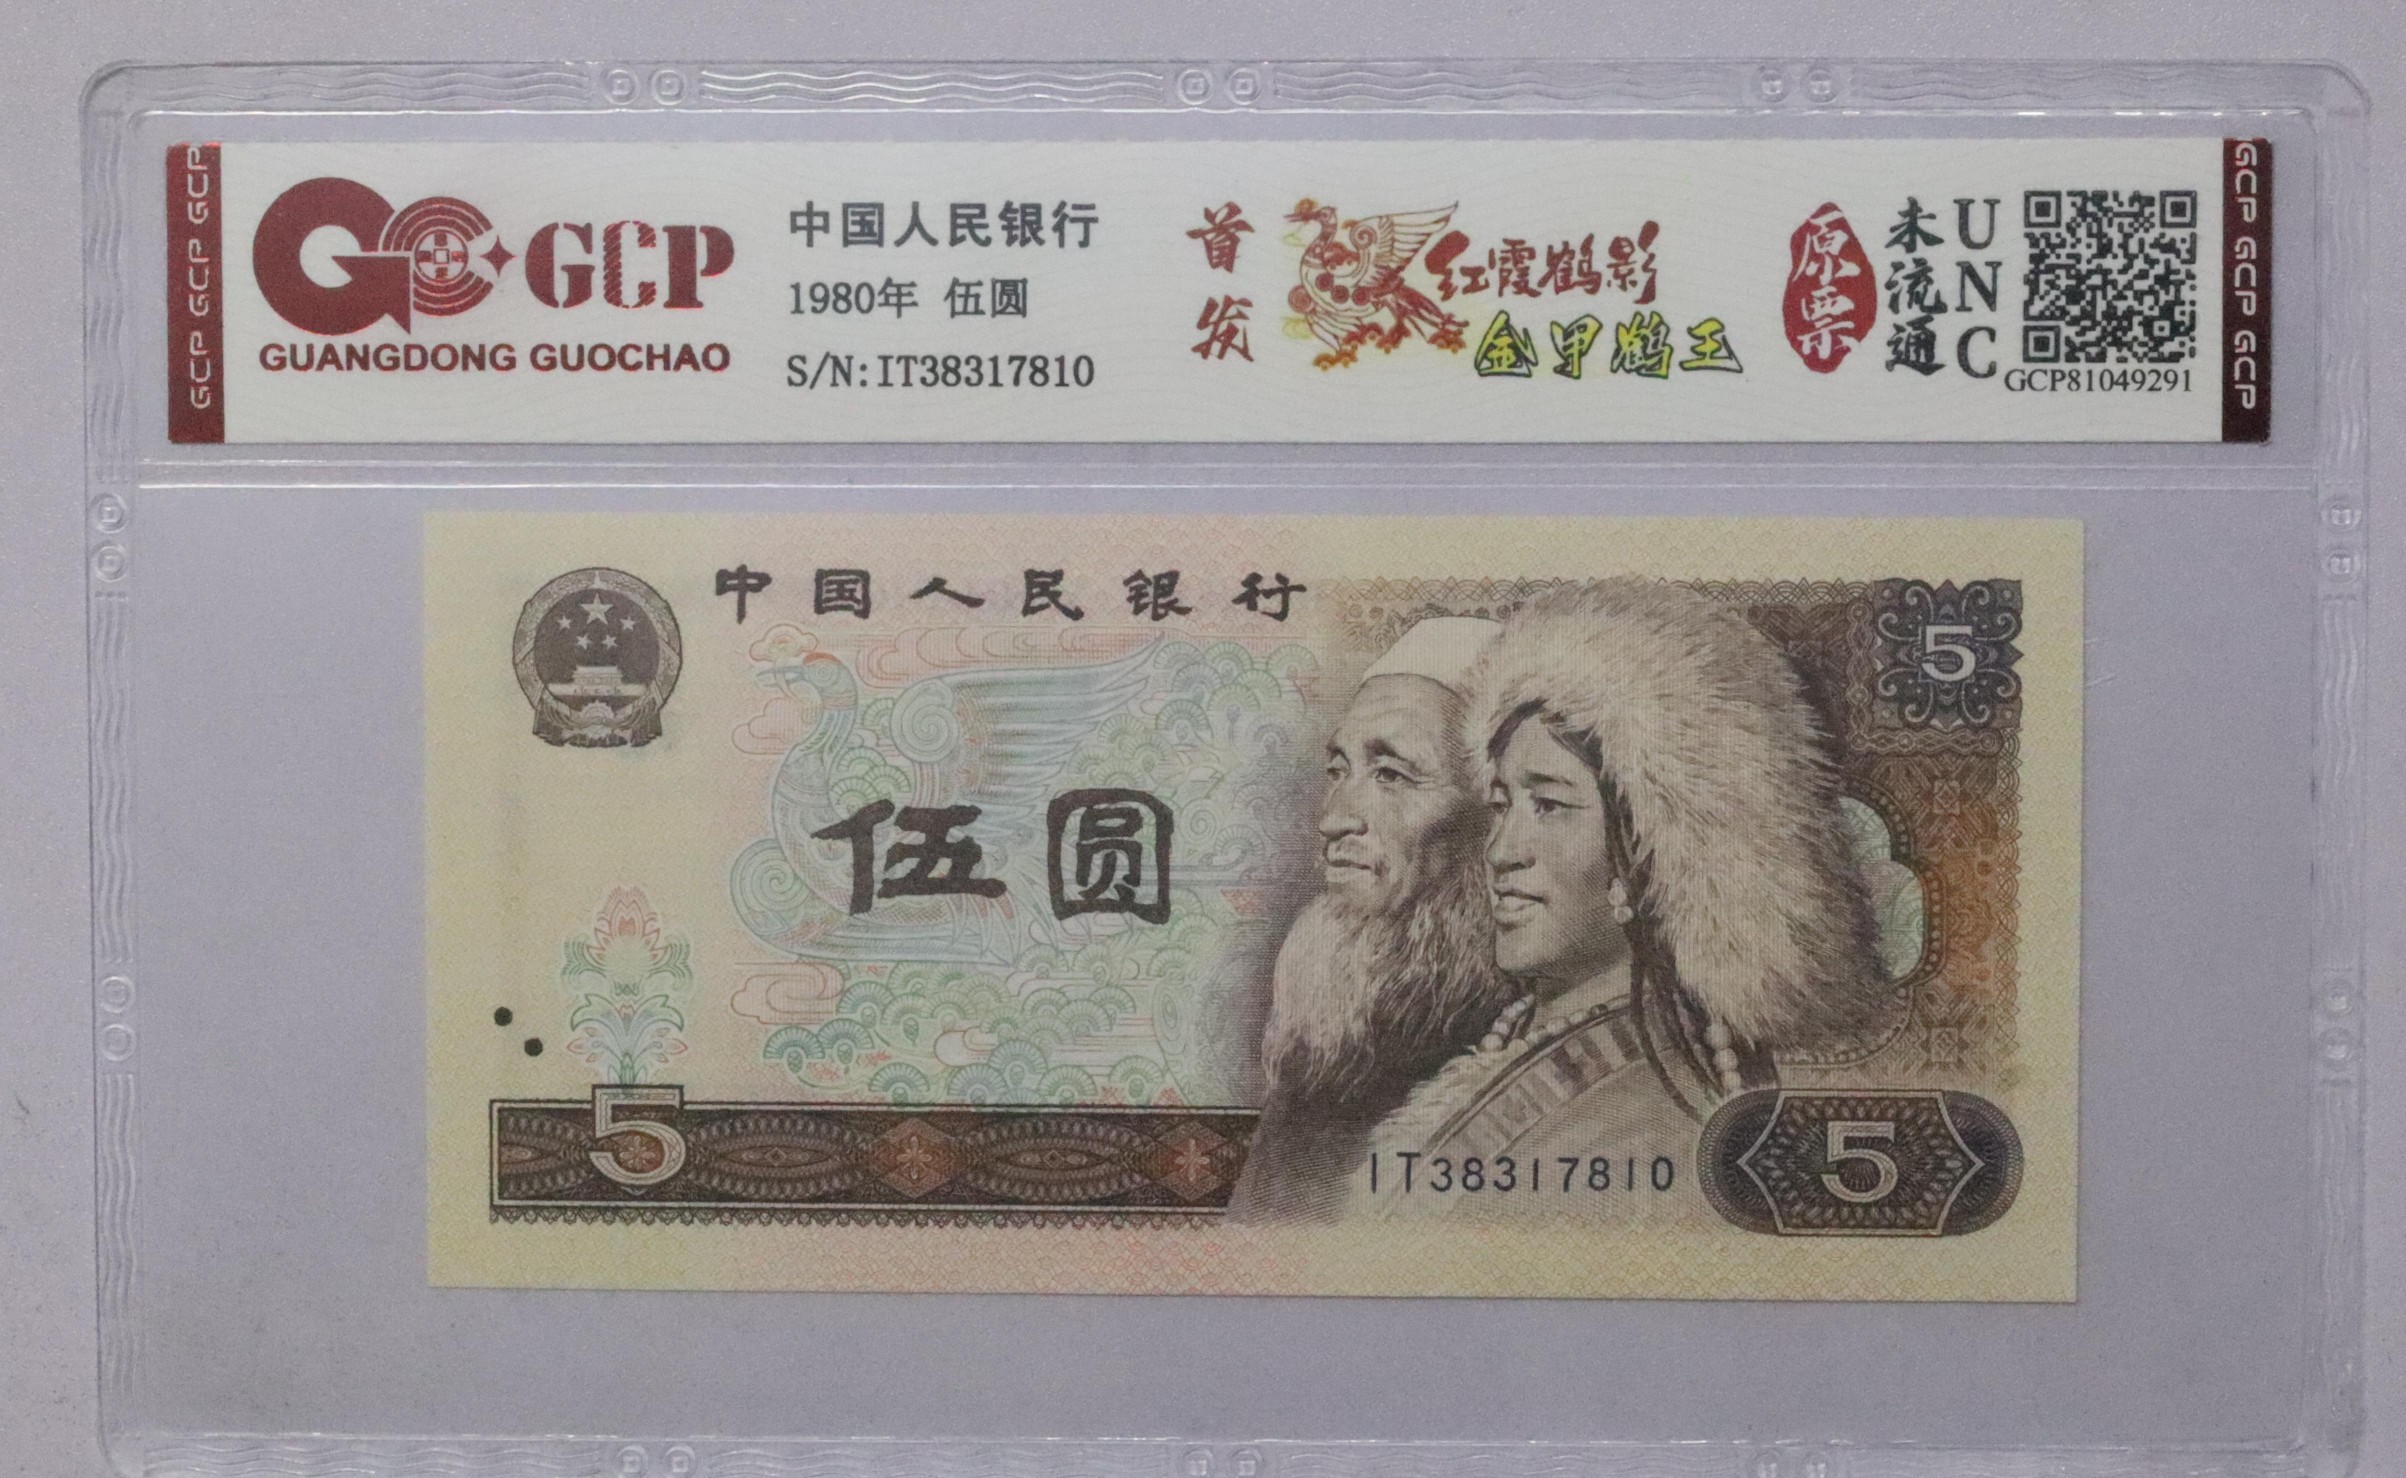 GCP GCP GCP
GCP
GUANGDONG GUOCHAO
中国人民银行
1980年 伍圆
S/N:IT38317810
首发
红霞鹤影
金甲鹤王
原票
未流通
UNC
GCP81049291
GCP GCP GCP
中国人民银行
5
伍圆
5
IT38317810
5